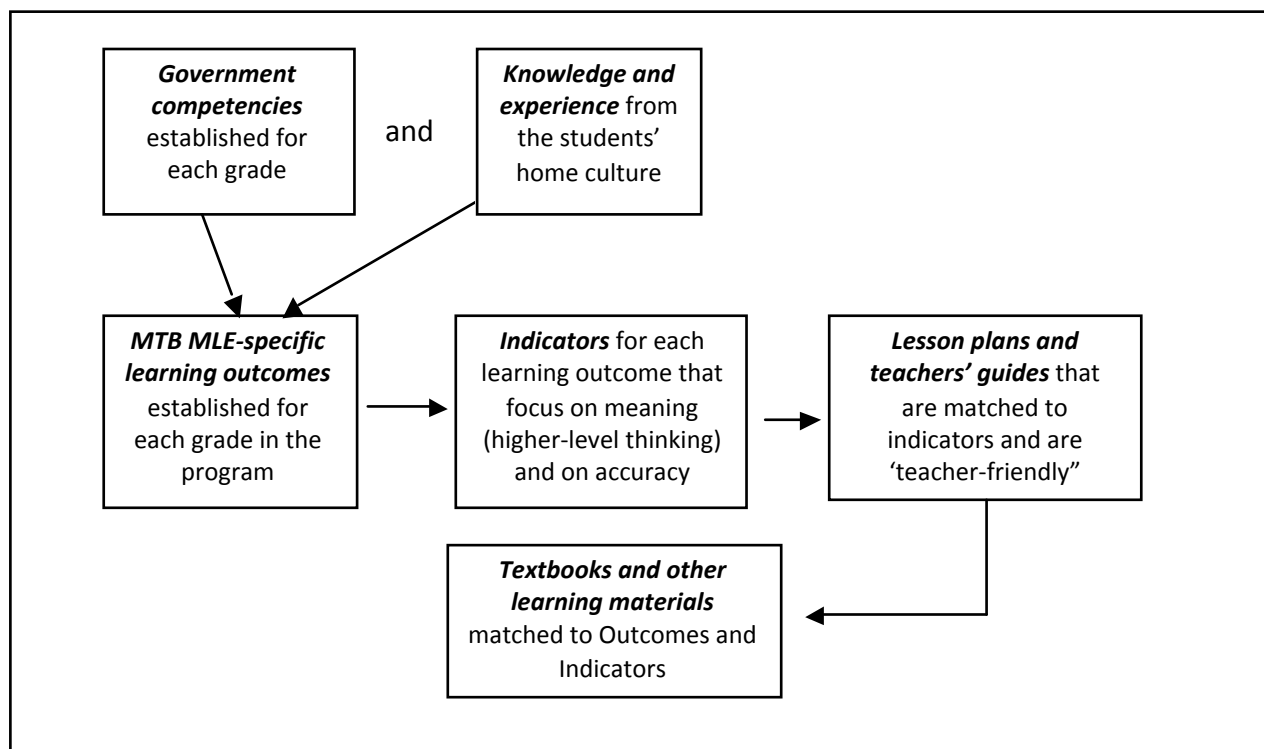 Government
competencies
established for
each grade
and
Knowledge and
experience from
the students’
home culture
MTB MLE-specific
learning outcomes
established for
each grade in the
program
Indicators for each
learning outcome that
focus on meaning
(higher-level thinking)
and on accuracy
Lesson plans and
teachers’ guides that
are matched to
indicators and are
‘teacher-friendly”
Textbooks and other
learning materials
matched to Outcomes and
Indicators